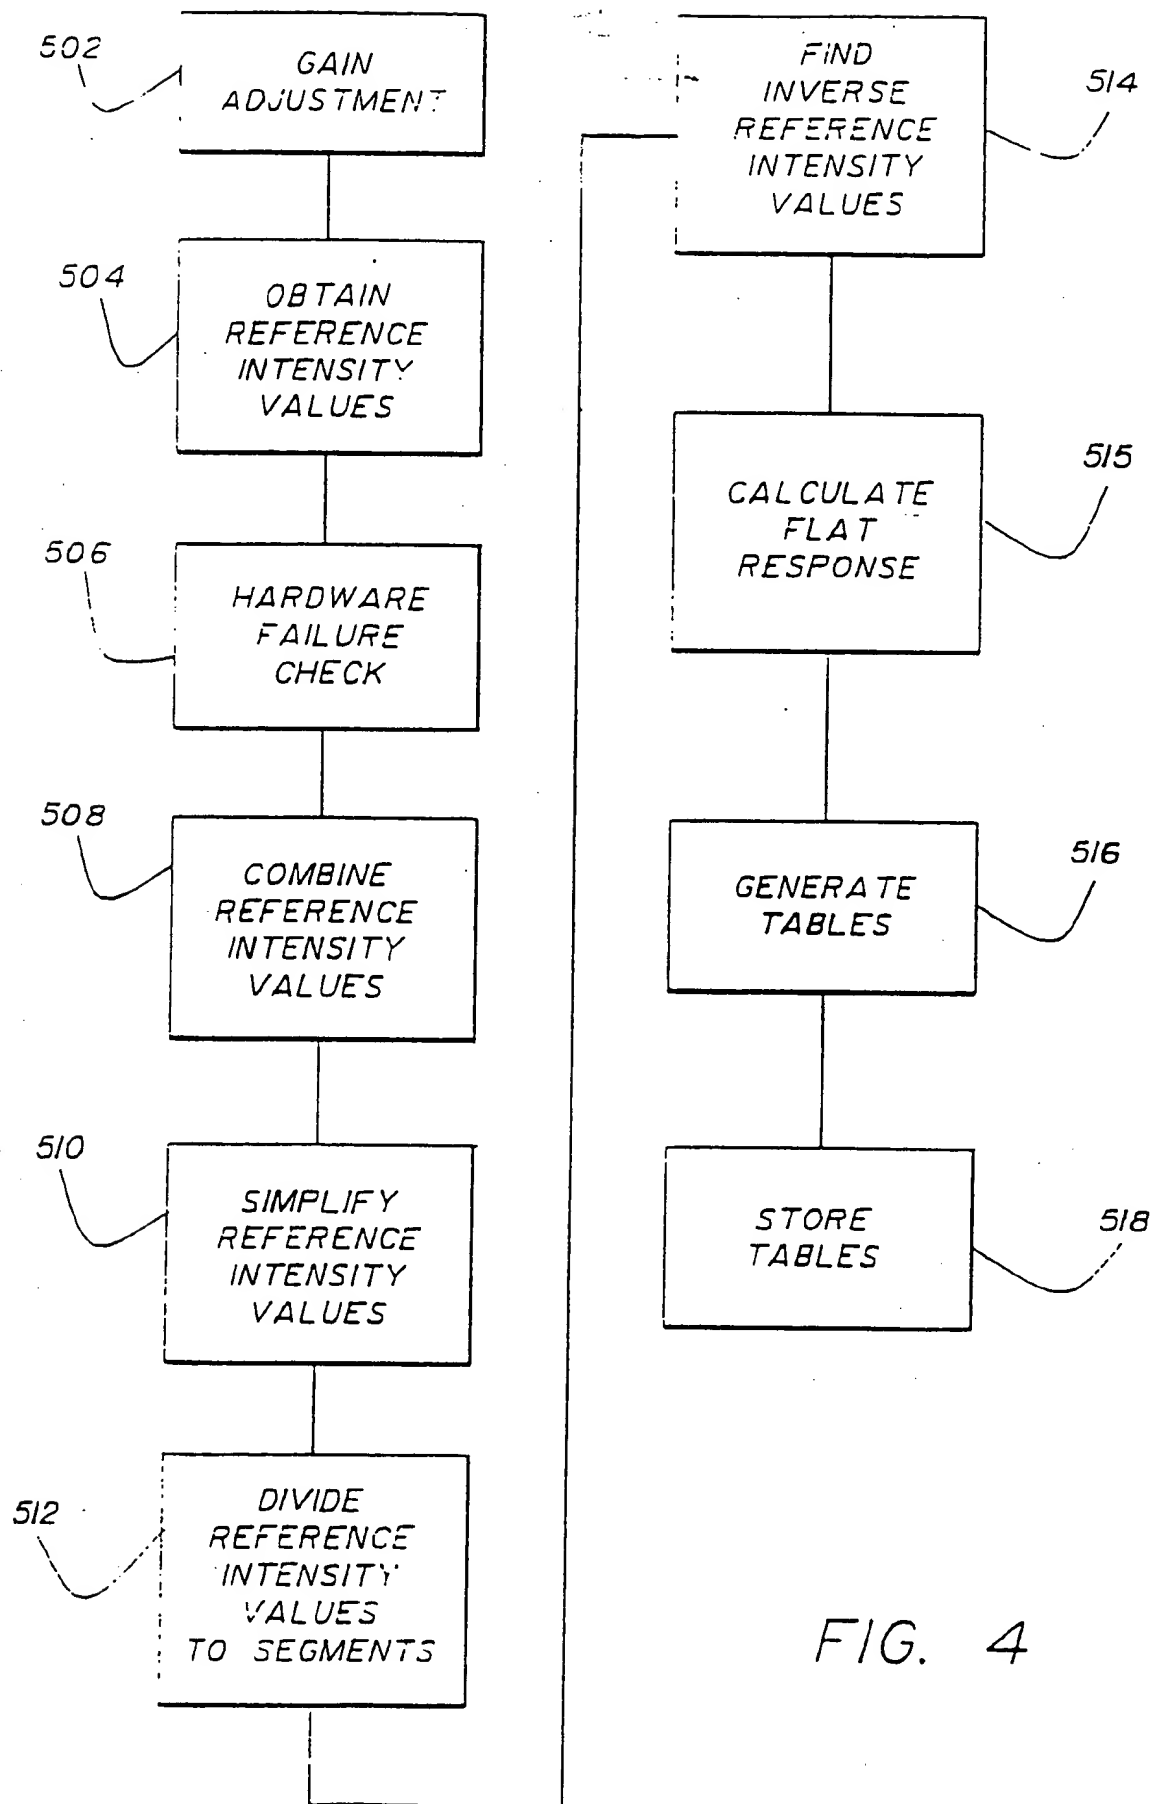 502
GAIN
ADJUSTMENT
504
OBTAIN
REFERENCE
INTENSITY
VALUES
506
HARDWARE
FAILURE
CHECK
508
COMBINE
REFERENCE
INTENSITY
VALUES
510
SIMPLIFY
REFERENCE
INTENSITY
VALUES
512
DIVIDE
REFERENCE
INTENSITY
VALUES
TO SEGMENTS
FIND
INVERSE
REFERENCE
INTENSITY
VALUES
514
CALCULATE
FLAT
RESPONSE
515
GENERATE
TABLES
516
STORE
TABLES
518
FIG. 4